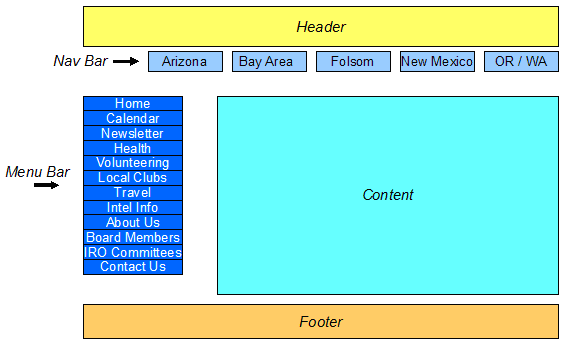 Header
Nav Bar
Arizona
Bay Area
Folsom
New Mexico
OR / WA
Menu Bar
Home
Calendar
Newsletter
Health
Volunteering
Local Clubs
Travel
Intel Info
About Us
Board Members
IRO Committees
Contact Us
Content
Footer